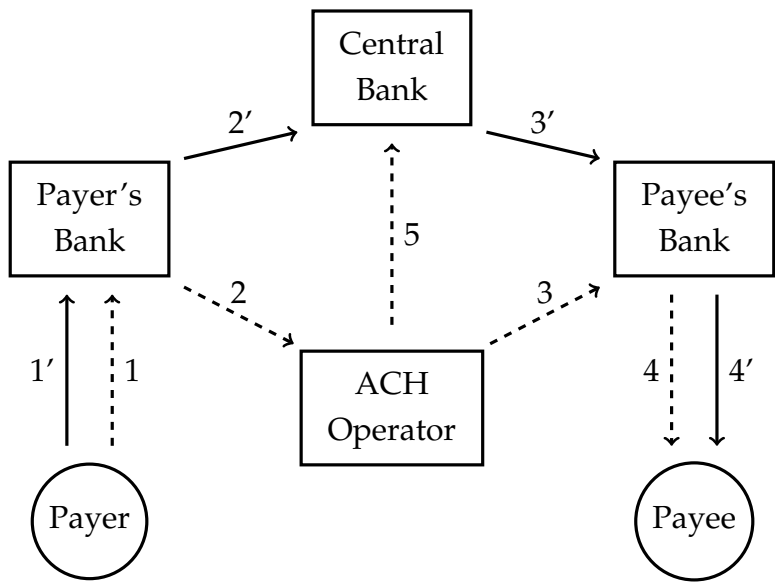 Central
Bank
2'
3'
Payer's
Bank
Payee's
Bank
5
2
3
1'
1
4
4'
ACH
Operator
Payer
Payee